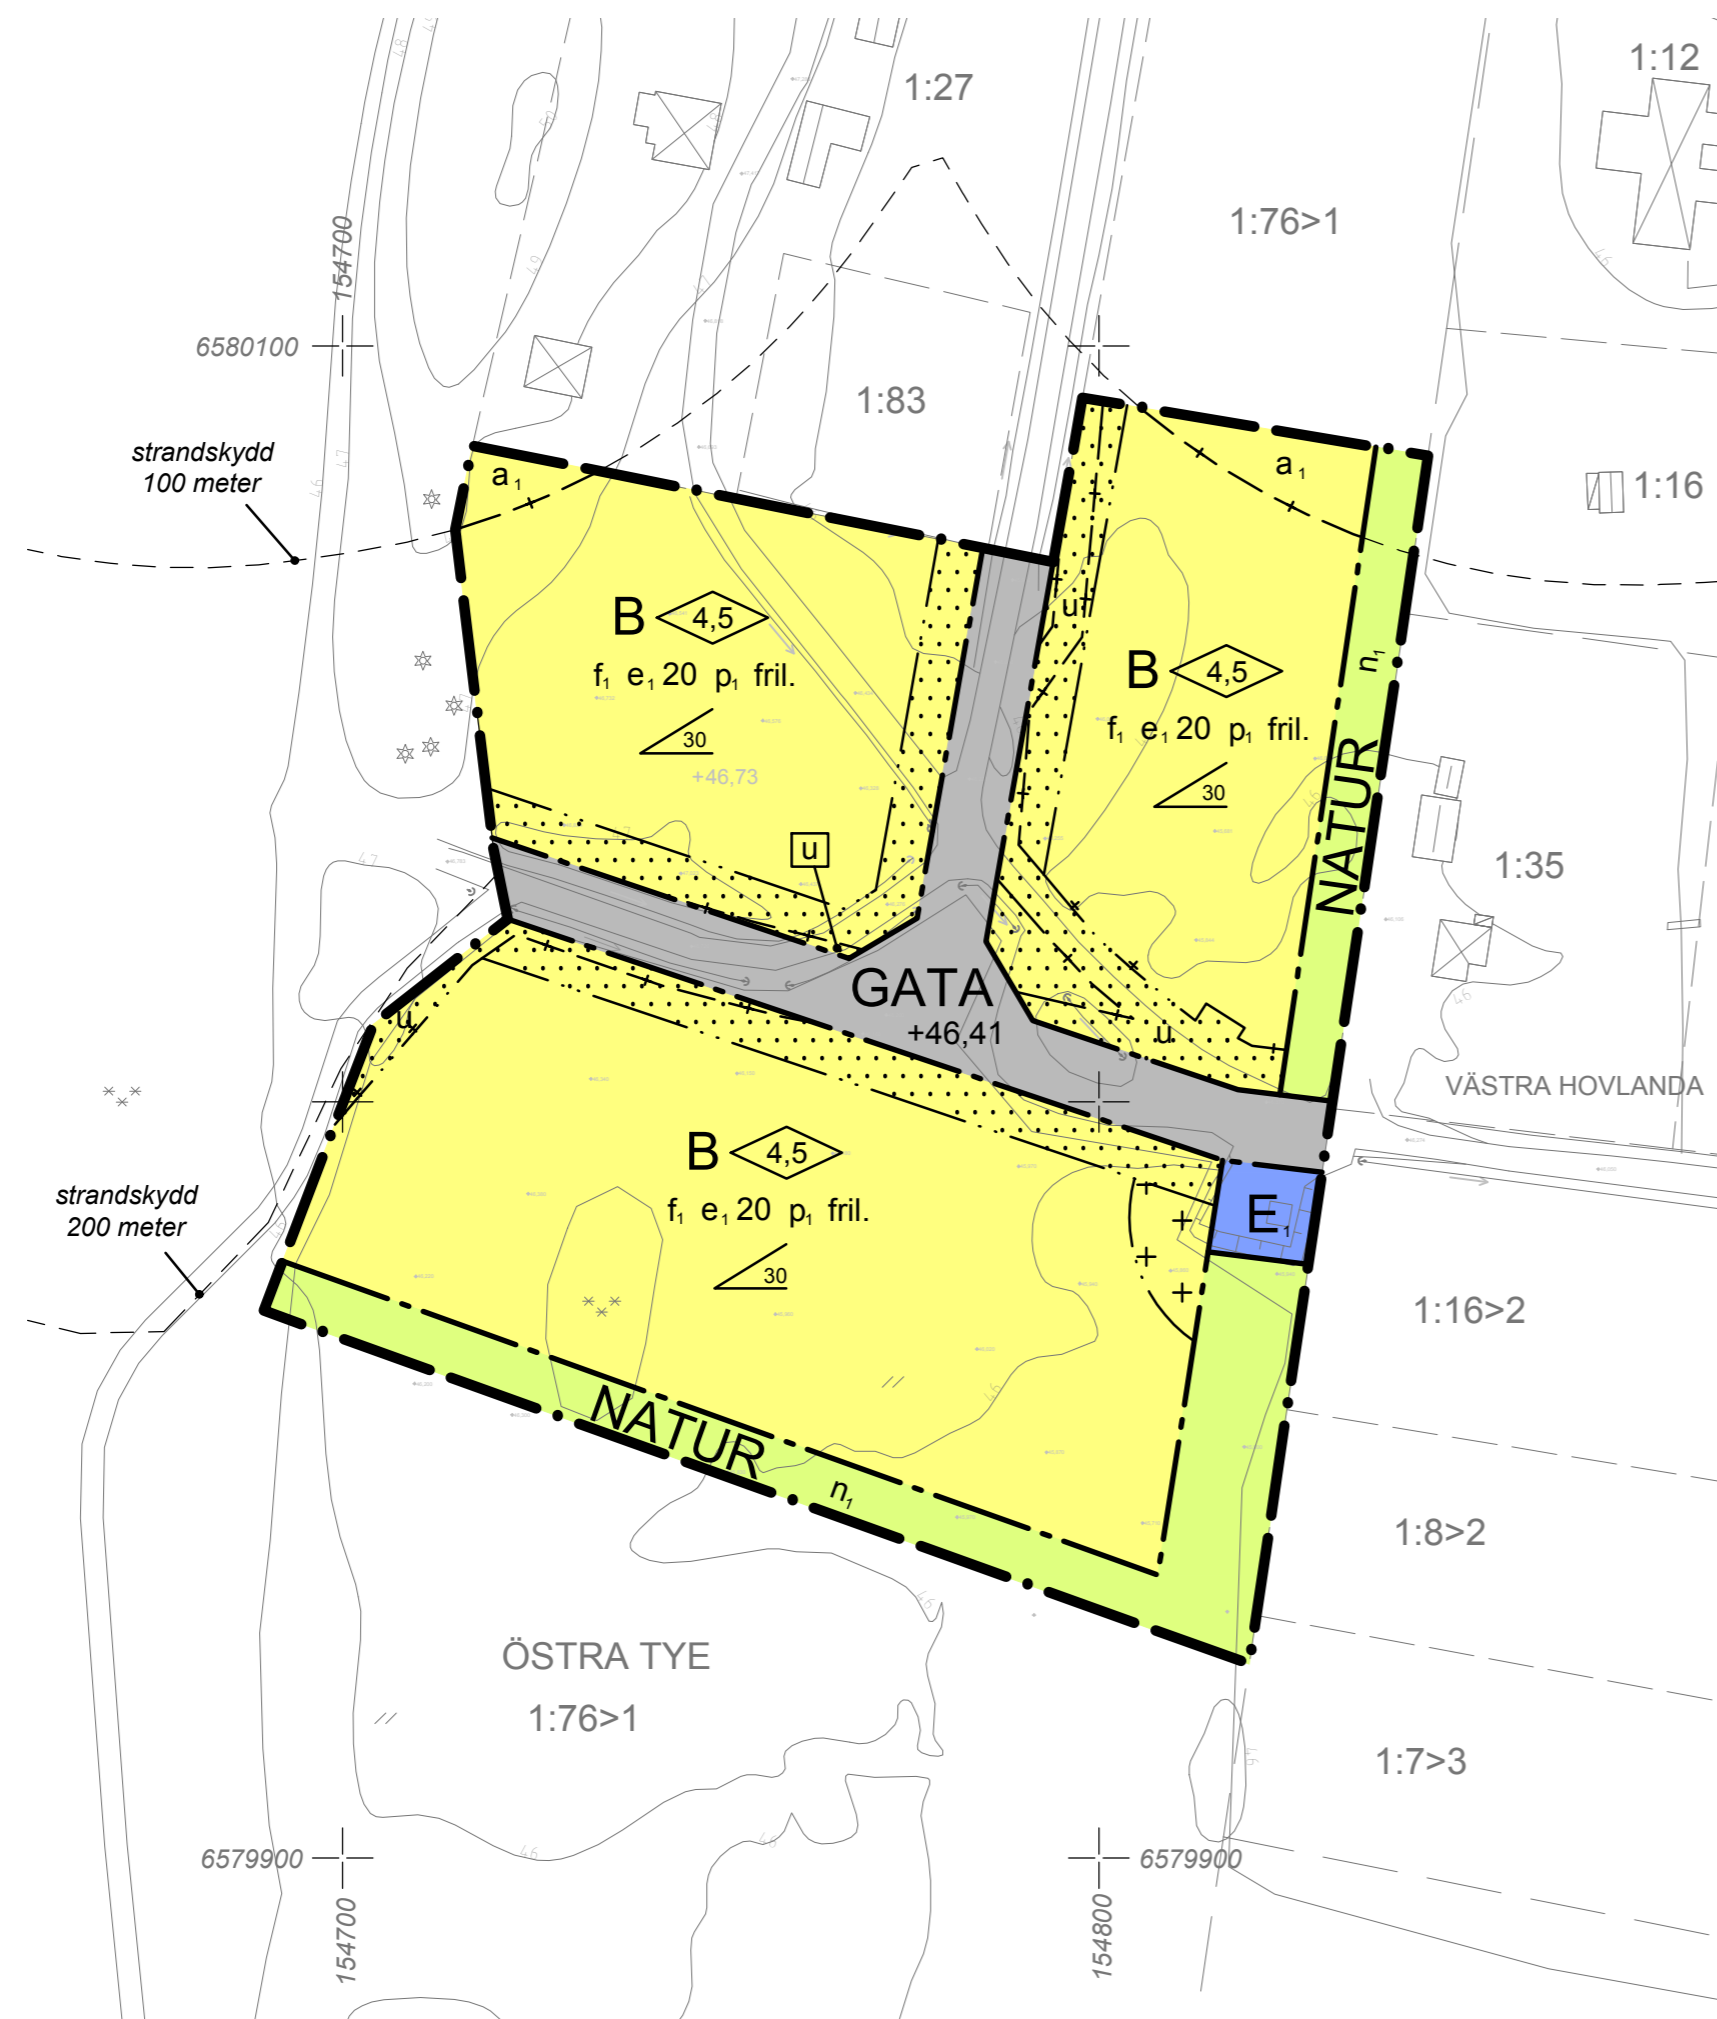 1:12
1:27
1:76>1
154700
6580100
1:83
strandskydd
100 meter
a1
a1
1:16
B 4,5
f1 e1 20 p1 fril.
30
+46,73
u
B 4,5
f1 e1 20 p1 fril.
30
n1
NATUR
u
1:35
GATA
+46,41
u
u
VÄSTRA HOVLANDA
B 4,5
f1 e1 20 p1 fril.
30
strandskydd
200 meter
E1
1:16>2
NATUR
n1
1:8>2
ÖSTRA TYE
1:76>1
1:7>3
6579900
6579900
154700
154800
47
48
49
46